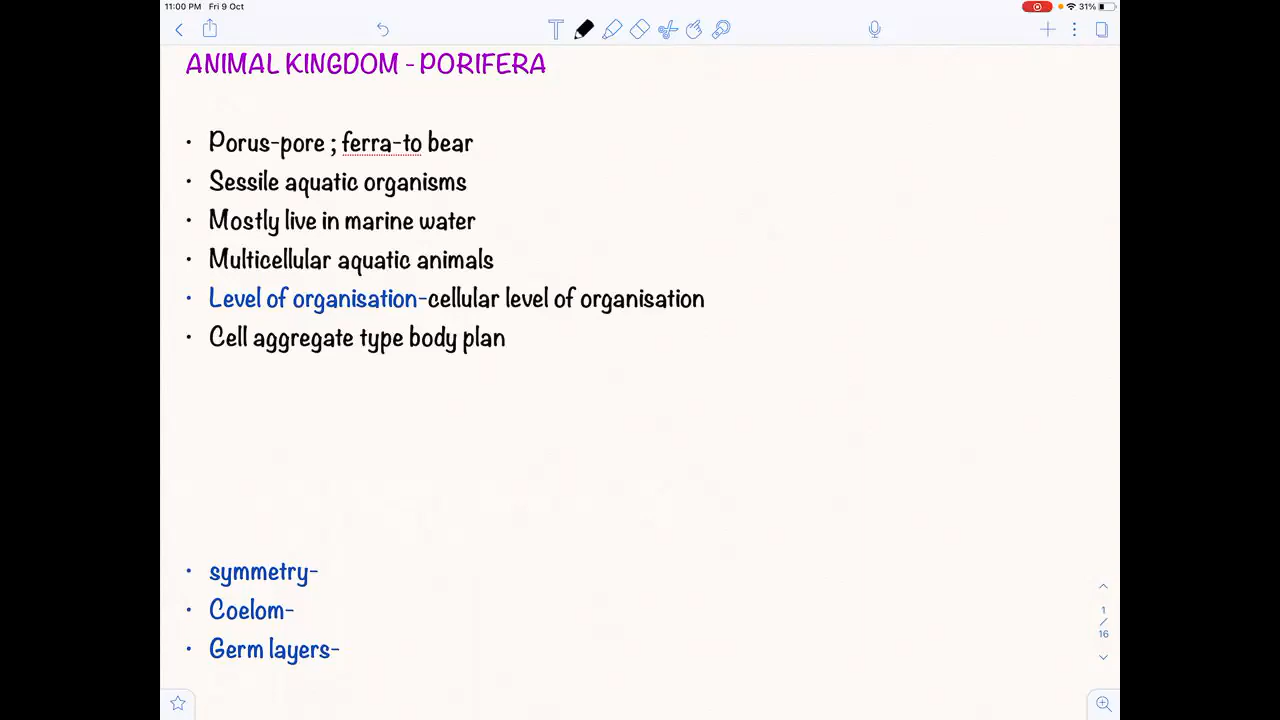 11:00 PM Fri 9 Oct
31%
ANIMAL KINGDOM - PORIFERA
• Porus-pore ; ferra-to bear
• Sessile aquatic organisms
• Mostly live in marine water
• Multicellular aquatic animals
• Level of organisation-cellular level of organisation
• Cell aggregate type body plan
• symmetry-
• Coelom-
• Germ layers-
1
/
16